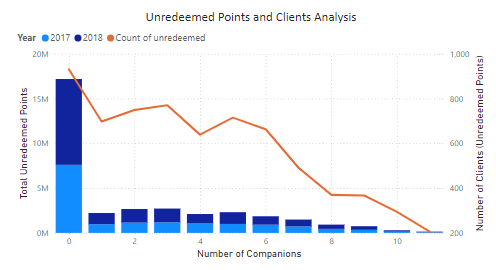 Unredeemed Points and Clients Analysis
Year 2017 2018 Count of unredeemed
20M 1,000
15M 800
10M 600
5M 400
0M 200
0 2 4 6 8 10
Number of Companions
Total Unredeemed Points
Number of Clients (Unredeemed Points)